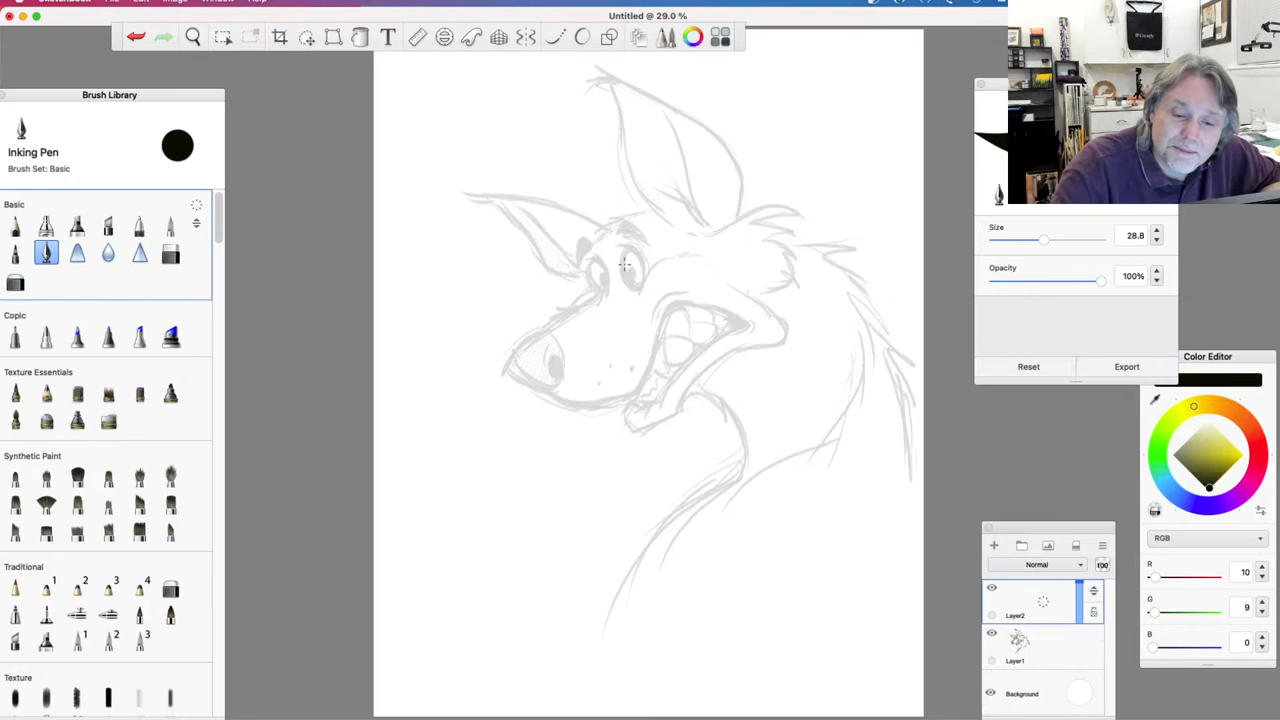 Untitled @ 29.0 %
T
Brush Library
Inking Pen
Brush Set: Basic
Basic
Copic
Texture Essentials
Synthetic Paint
Traditional
1
2
3
4
1
2
3
Texture
Size
28.8
Opacity
100%
Reset
Export
Color Editor
RGB
R
10
G
9
B
0
Normal
100
Layer2
Layer1
Background